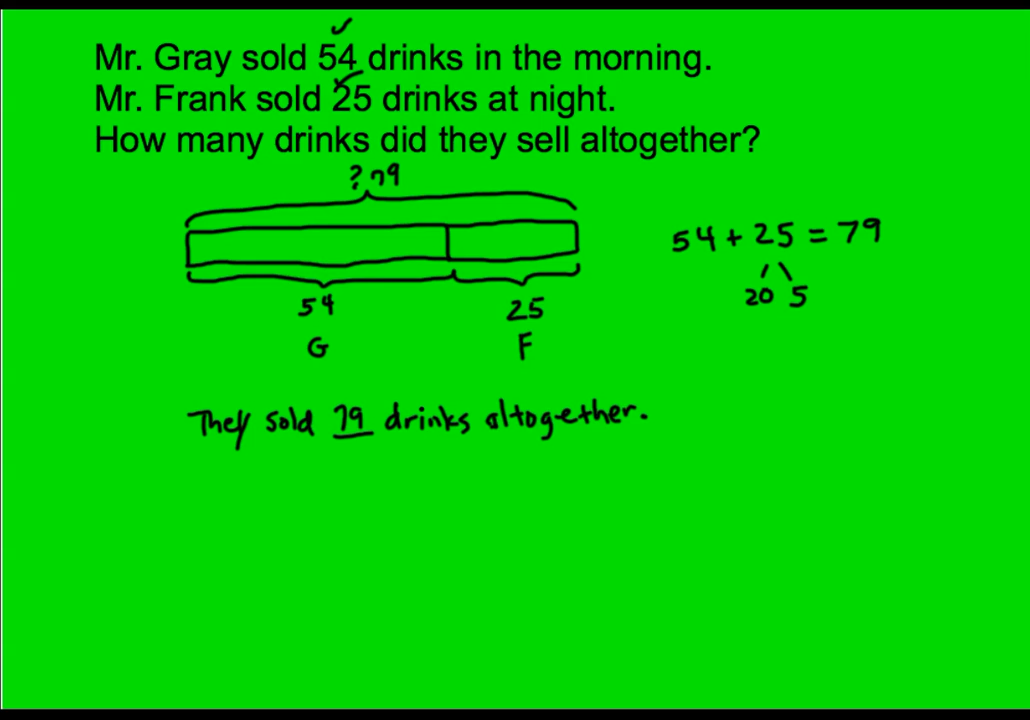 Mr. Gray sold 54 drinks in the morning.
Mr. Frank sold 25 drinks at night.
How many drinks did they sell altogether?
? 79
54 + 25 = 79
20 5
54 25
G F
They sold 79 drinks altogether.